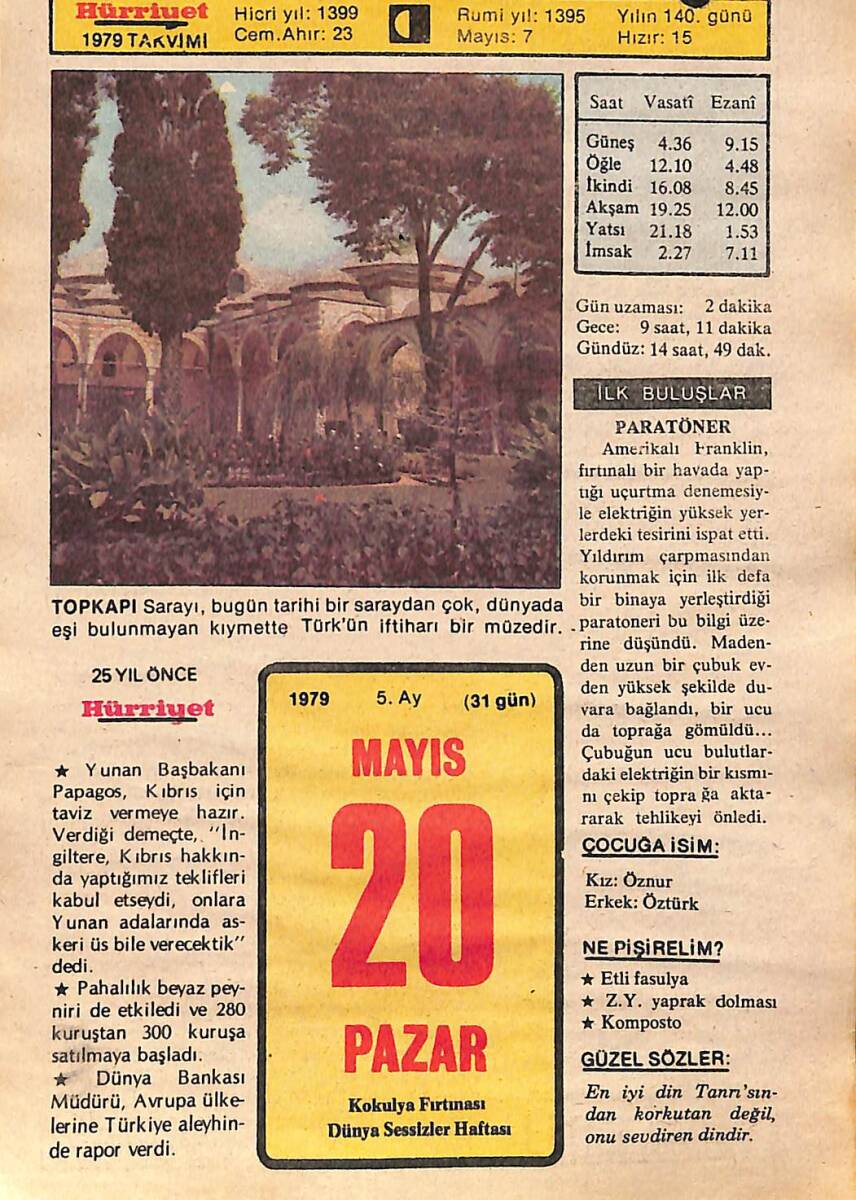 Hürriyet
1979 TAKVİMİ
Hicri yıl: 1399
Cem.Ahır: 23
Rumi yıl: 1395
Mayıs: 7
Yılın 140. günü
Hızır: 15
Saat Vasatî Ezanî
Güneş 4.36 9.15
Öğle 12.10 4.48
İkindi 16.08 8.45
Akşam 19.25 12.00
Yatsı 21.18 1.53
İmsak 2.27 7.11
Gün uzaması: 2 dakika
Gece: 9 saat, 11 dakika
Gündüz: 14 saat, 49 dak.
İLK BULUŞLAR
PARATÖNER
Amerikalı Franklin,
fırtınalı bir havada yap-
tığı uçurtma denemesiy-
le elektriğin yüksek yer-
lerdeki tesirini ispat etti.
Yıldırım çarpmasından
korunmak için ilk defa
bir binaya yerleştirdiği
paratoneri bu bilgi üze-
rine düşündü. Maden-
den uzun bir çubuk ev-
den yüksek şekilde du-
vara bağlandı, bir ucu
da toprağa gömüldü...
Çubuğun ucu bulutlar-
daki elektriğin bir kısmı-
nı çekip topra ğa akta-
rarak tehlikeyi önledi.
TOPKAPI Sarayı, bugün tarihi bir saraydan çok, dünyada
eşi bulunmayan kıymette Türk'ün iftiharı bir müzedir.
25 YIL ÖNCE
Hürriyet
★ Yunan Başbakanı
Papagos, Kıbrıs için
taviz vermeye hazır.
Verdiği demeçte, "İn-
giltere, Kıbrıs hakkın-
da yaptığımız teklifleri
kabul etseydi, onlara
Yunan adalarında as-
keri üs bile verecektik"
dedi.
★ Pahalılık beyaz pey-
niri de etkiledi ve 280
kuruştan 300 kuruşa
satılmaya başladı.
★ Dünya Bankası
Müdürü, Avrupa ülke-
lerine Türkiye aleyhin-
de rapor verdi.
1979 5. Ay (31 gün)
MAYIS
20
PAZAR
Kokulya Fırtınası
Dünya Sessizler Haftası
ÇOCUĞA İSİM:
Kız: Öznur
Erkek: Öztürk
NE PİŞİRELİM?
★ Etli fasulya
★ Z.Y. yaprak dolması
★ Komposto
GÜZEL SÖZLER:
En iyi din Tanrı'sın-
dan korkutan değil,
onu sevdiren dindir.